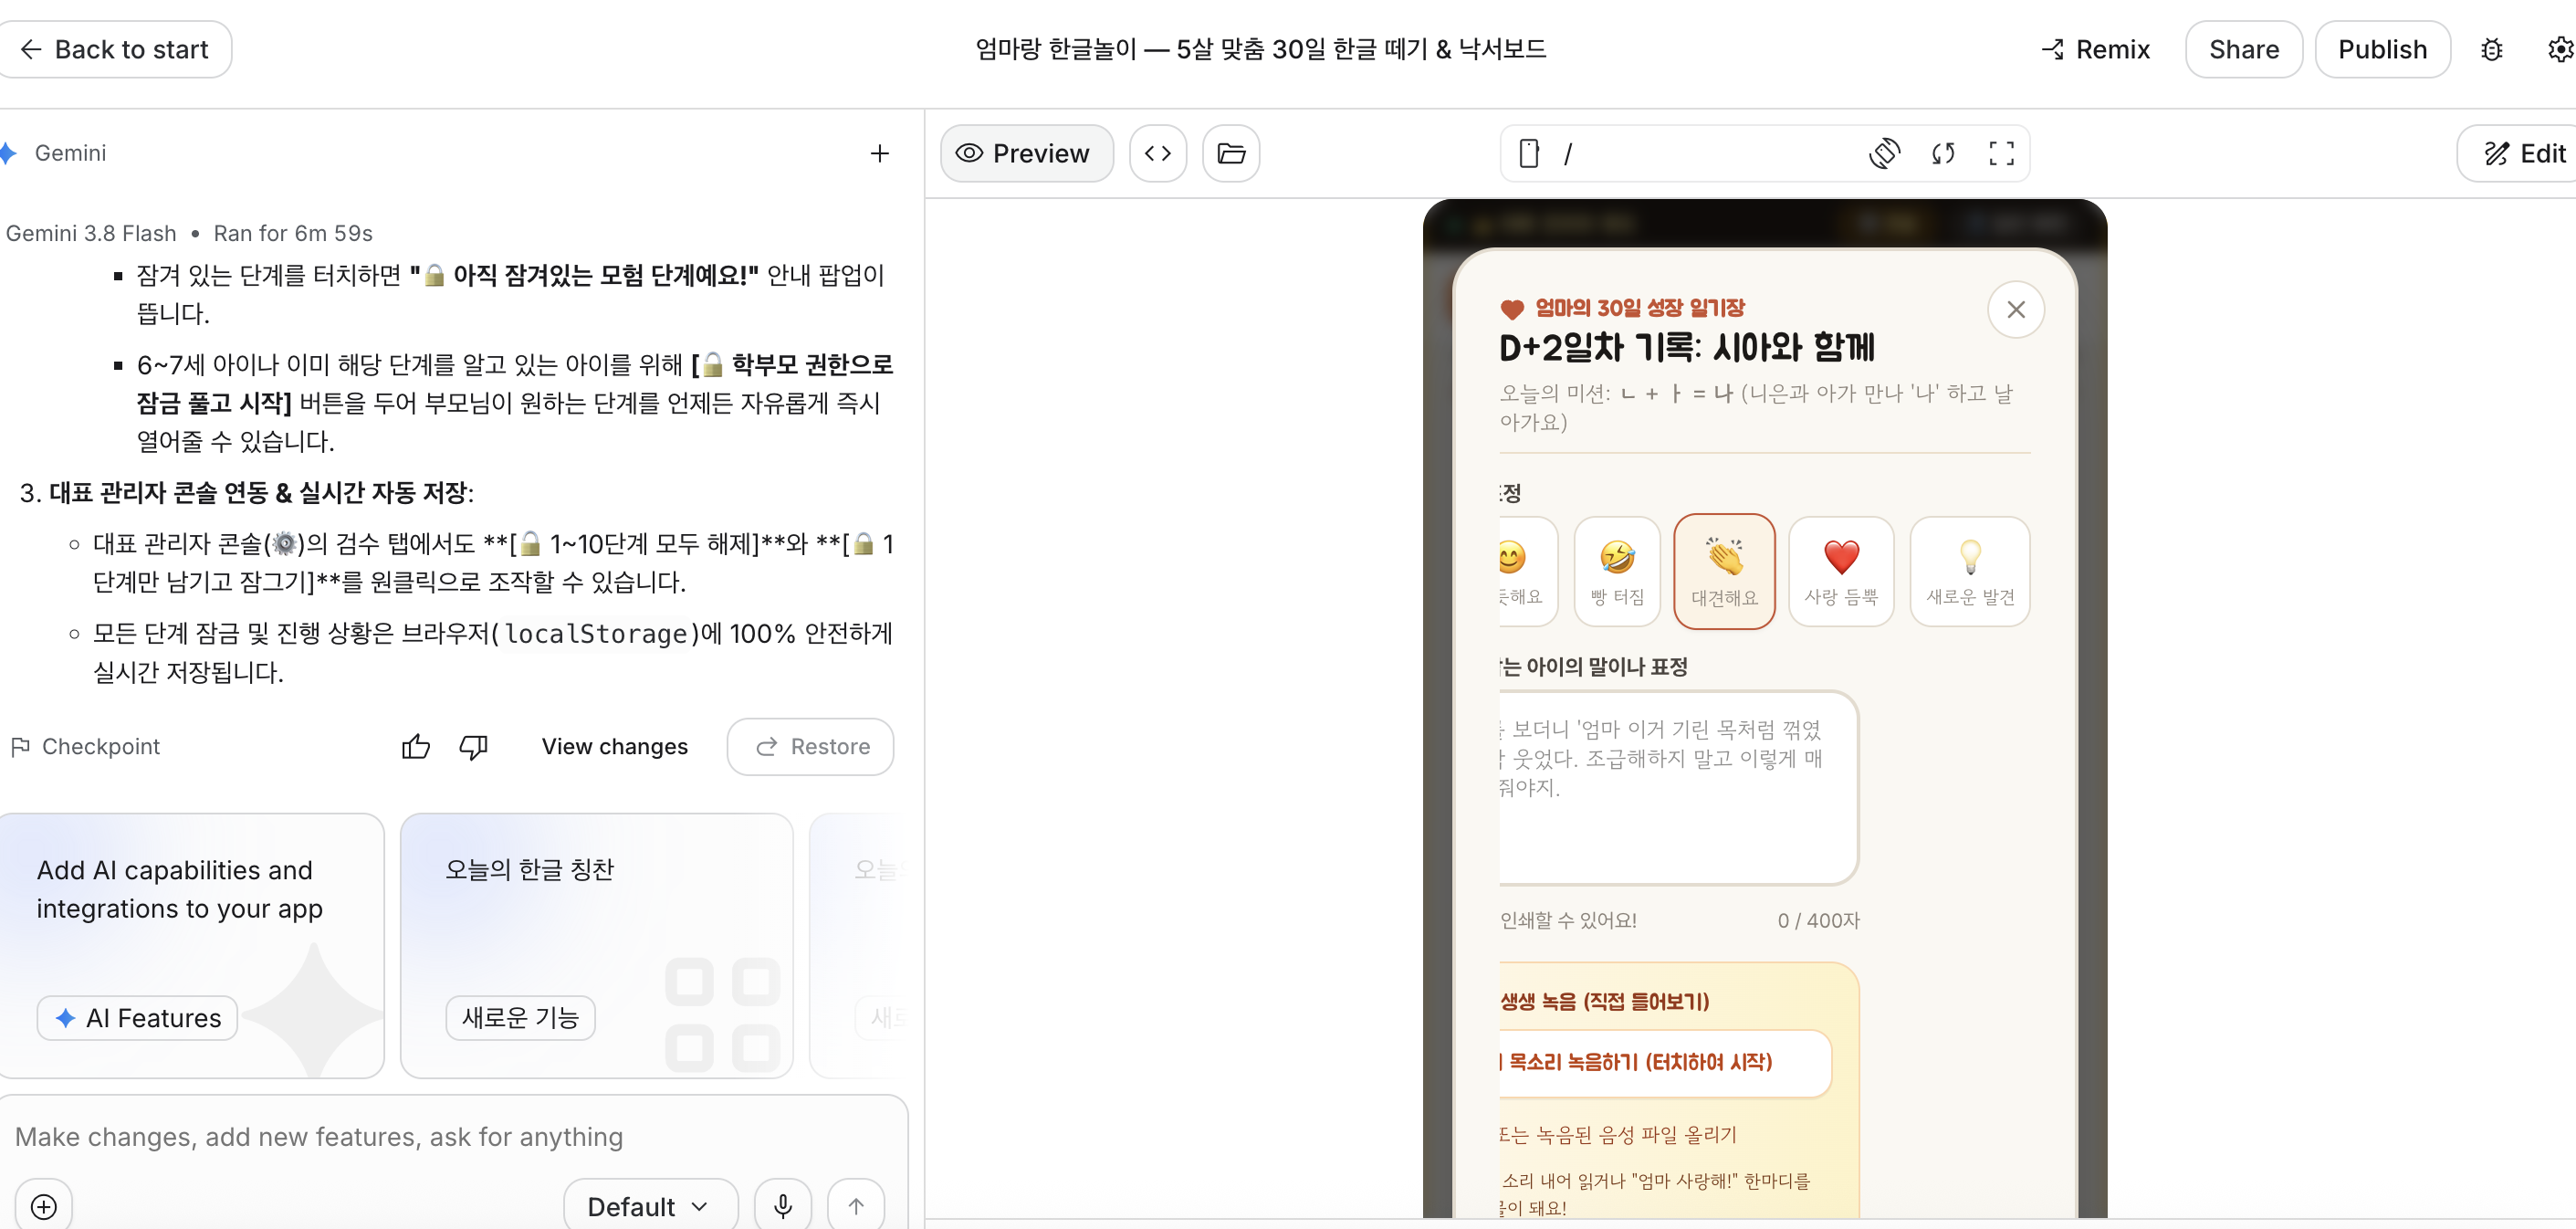 Back to start
엄마랑 한글놀이 — 5살 맞춤 30일 한글 떼기 & 낙서보드
Remix
Share
Publish
Gemini
Gemini 3.8 Flash • Ran for 6m 59s
잠겨 있는 단계를 터치하면 "🔒 아직 잠겨있는 모험 단계예요!" 안내 팝업이
뜹니다.
6~7세 아이나 이미 해당 단계를 알고 있는 아이를 위해 [🔓 학부모 권한으로
잠금 풀고 시작] 버튼을 두어 부모님이 원하는 단계를 언제든 자유롭게 즉시
열어줄 수 있습니다.
3. 대표 관리자 콘솔 연동 & 실시간 자동 저장:
대표 관리자 콘솔(⚙️)의 검수 탭에서도 **[🔓 1~10단계 모두 해제]**와 **[🔒 1
단계만 남기고 잠그기]**를 원클릭으로 조작할 수 있습니다.
모든 단계 잠금 및 진행 상황은 브라우저(localStorage)에 100% 안전하게
실시간 저장됩니다.
Checkpoint
View changes
Restore
Add AI capabilities and
integrations to your app
AI Features
오늘의 한글 칭찬
새로운 기능
Make changes, add new features, ask for anything
Default
Preview
/
Edit
엄마의 30일 성장 일기장
D+2일차 기록: 시아와 함께
오늘의 미션: ㄴ + ㅏ = 나 (니은과 아가 만나 '나' 하고 날
아가요)
정
해요
빵 터짐
대견해요
사랑 듬뿍
새로운 발견
는 아이의 말이나 표정
보더니 '엄마 이거 기린 목처럼 꺾였
웃었다. 조급해하지 말고 이렇게 매
줘야지.
인쇄할 수 있어요!
0 / 400자
생생 녹음 (직접 들어보기)
목소리 녹음하기 (터치하여 시작)
또는 녹음된 음성 파일 올리기
소리 내어 읽거나 "엄마 사랑해!" 한마디를
이 돼요!